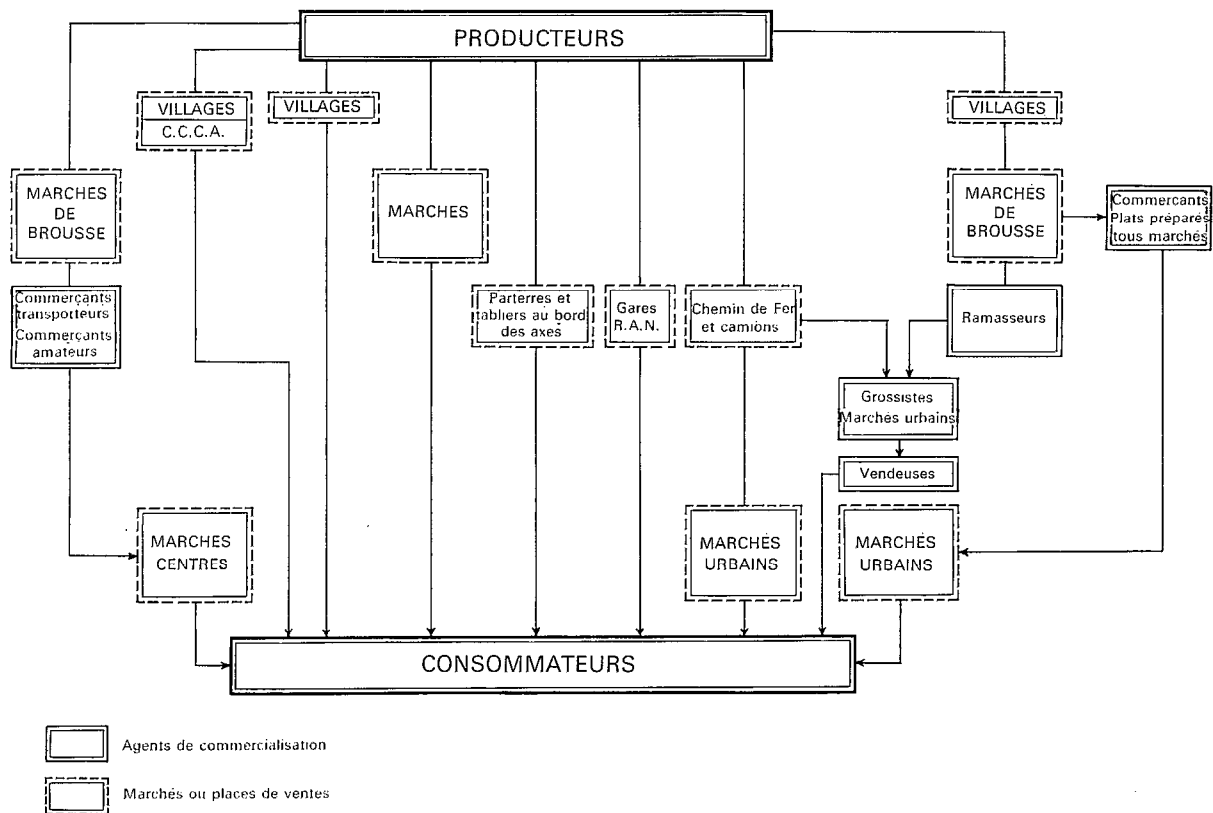 PRODUCTEURS
VILLAGES
C.C.C.A.
VILLAGES
VILLAGES
MARCHES
DE
BROUSSE
MARCHES
MARCHÉS
DE
BROUSSE
Commercants
Plats préparés
tous marchés
Commerçants
transporteurs
Commerçants
amateurs
Parterres et
tabliers au bord
des axes
Gares
R.A.N.
Chemin de Fer
et camions
Ramasseurs
Grossistes
Marchés urbains
Vendeuses
MARCHES
CENTRES
MARCHÉS
URBAINS
MARCHÉS
URBAINS
CONSOMMATEURS
Agents de commercialisation
Marchés ou places de ventes